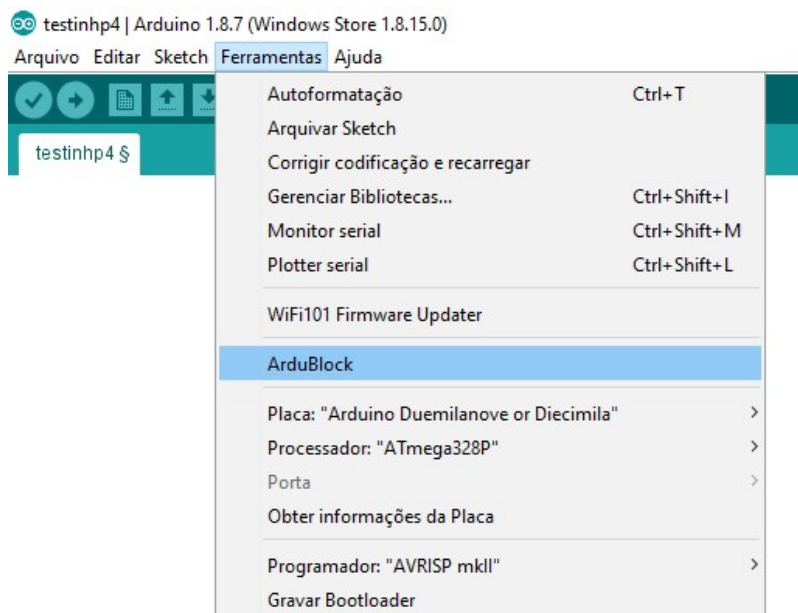 testinhp4 | Arduino 1.8.7 (Windows Store 1.8.15.0)
Arquivo Editar Sketch Ferramentas Ajuda
testinhp4 §
Autoformatação Ctrl+T
Arquivar Sketch
Corrigir codificação e recarregar
Gerenciar Bibliotecas... Ctrl+Shift+I
Monitor serial Ctrl+Shift+M
Plotter serial Ctrl+Shift+L
WiFi101 Firmware Updater
ArduBlock
Placa: "Arduino Duemilanove or Diecimila"
Processador: "ATmega328P"
Porta
Obter informações da Placa
Programador: "AVRISP mkII"
Gravar Bootloader